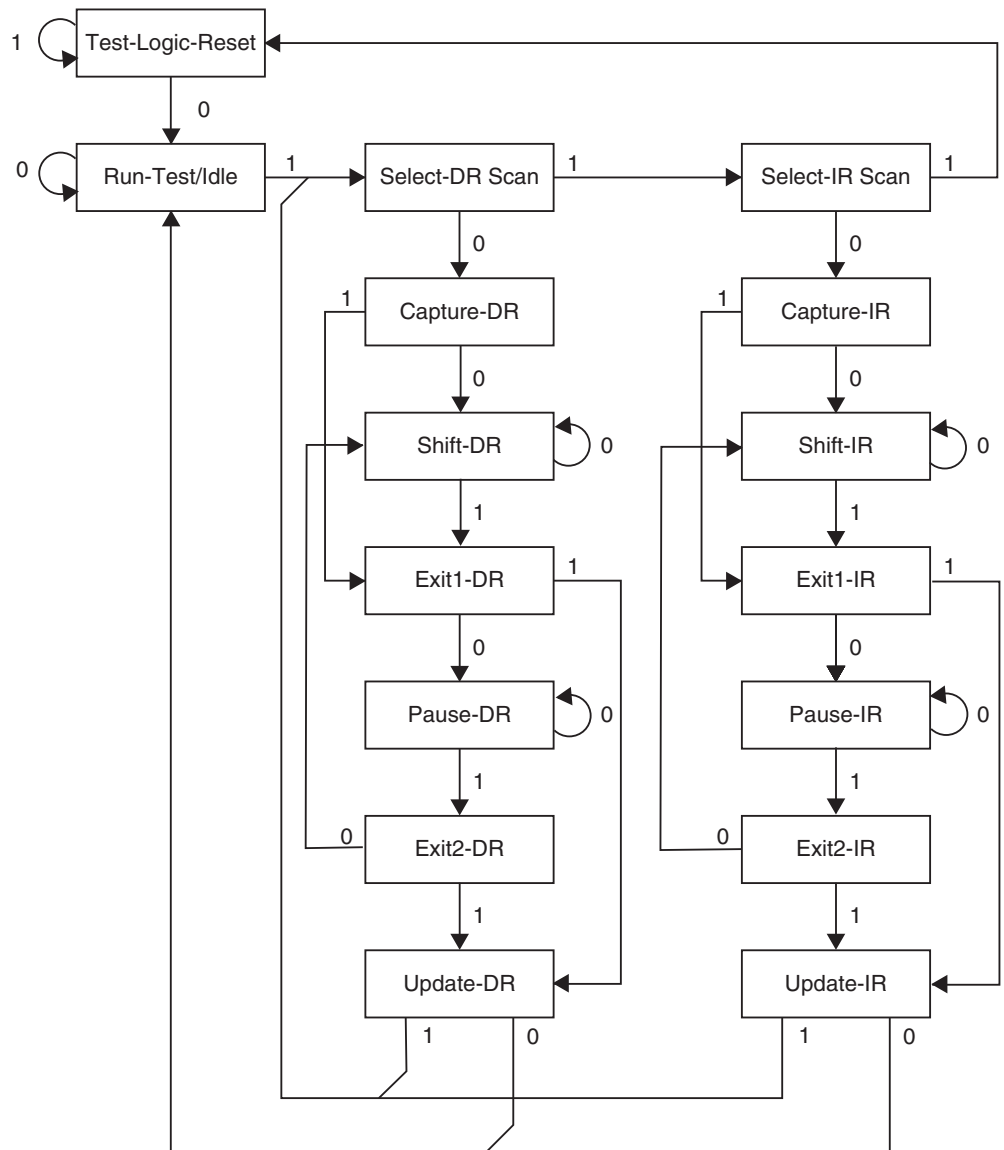 1 Test-Logic-Reset
0
0 Run-Test/Idle 1 Select-DR Scan 1 Select-IR Scan 1
0 0
1 Capture-DR 1 Capture-IR
0 0
Shift-DR 0 Shift-IR 0
1 1
Exit1-DR 1 Exit1-IR 1
0 0
Pause-DR 0 Pause-IR 0
1 1
0 Exit2-DR 0 Exit2-IR
1 1
Update-DR Update-IR
1 0 1 0